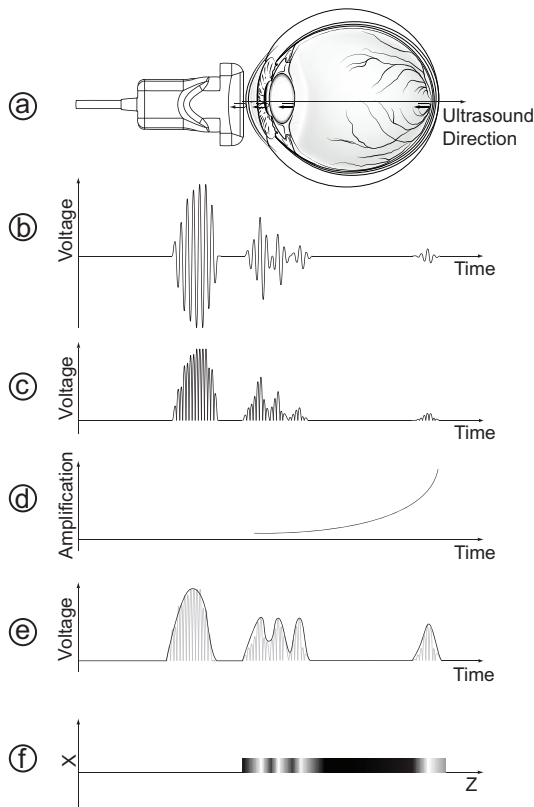 a
Ultrasound
Direction
b
Voltage
Time
c
Voltage
Time
d
Amplification
Time
e
Voltage
Time
f
X
Z